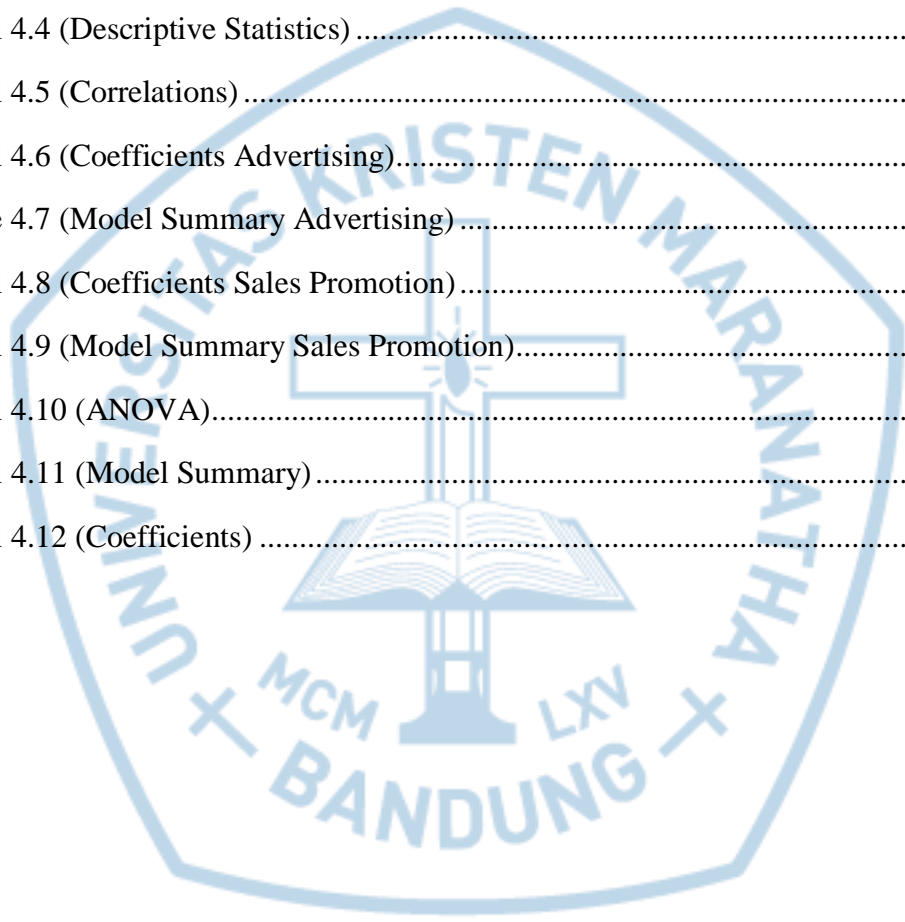 4.4 (Descriptive Statistics)........................................................................
4.5 (Correlations)........................................................................
4.6 (Coefficients Advertising)........................................................................
4.7 (Model Summary Advertising)........................................................................
4.8 (Coefficients Sales Promotion)........................................................................
4.9 (Model Summary Sales Promotion)........................................................................
4.10 (ANOVA)........................................................................
4.11 (Model Summary)........................................................................
4.12 (Coefficients)........................................................................
UNIVERSITAS KRISTEN MARANATHA
MCM LXV
BANDUNG